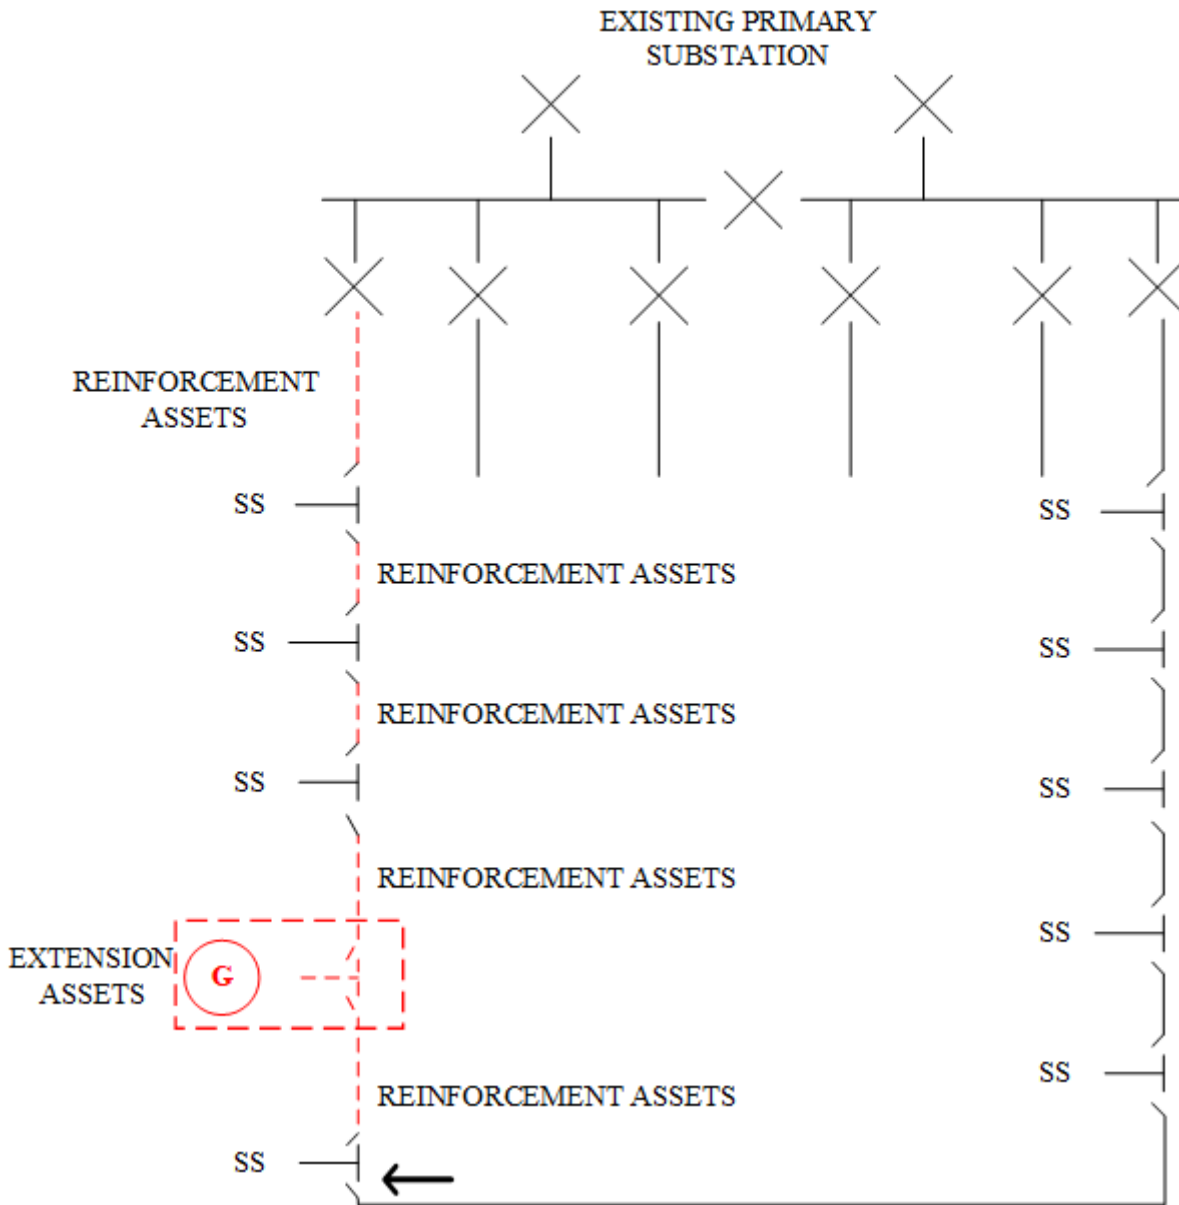 EXISTING PRIMARY
SUBSTATION
REINFORCEMENT
ASSETS
SS
SS
REINFORCEMENT ASSETS
SS
SS
REINFORCEMENT ASSETS
SS
SS
REINFORCEMENT ASSETS
SS
EXTENSION
ASSETS
G
SS
REINFORCEMENT ASSETS
SS